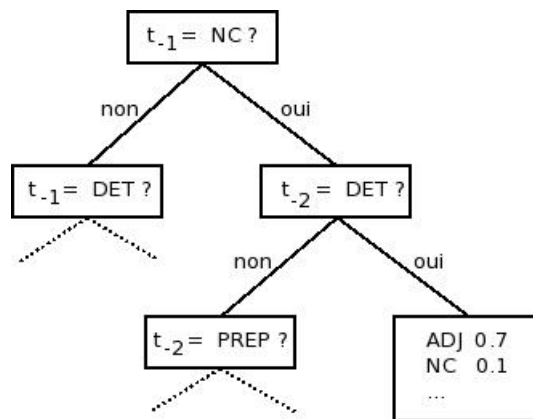 t-1 = NC ?
non
oui
t-1 = DET ?
t-2 = DET ?
non
oui
t-2 = PREP ?
ADJ 0.7
NC 0.1
...